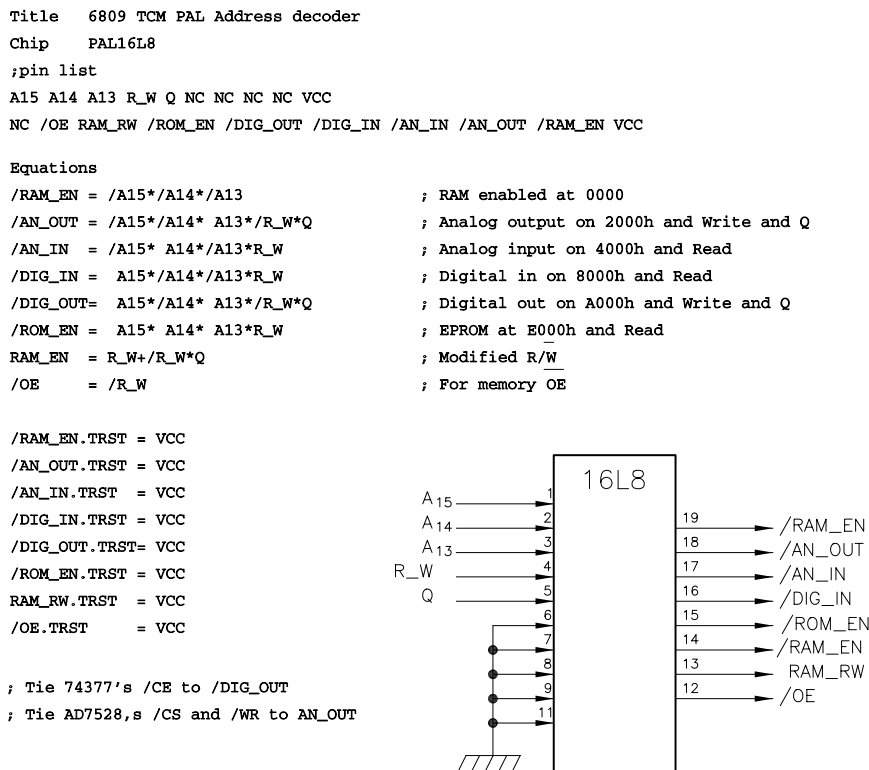 Title 6809 TCM PAL Address decoder
Chip PAL16L8
;pin list
A15 A14 A13 R_W Q NC NC NC NC VCC
NC /OE RAM_RW /ROM_EN /DIG_OUT /DIG_IN /AN_IN /AN_OUT /RAM_EN VCC
Equations
/RAM_EN = /A15*/A14*/A13 ; RAM enabled at 0000
/AN_OUT = /A15*/A14* A13*/R_W*Q ; Analog output on 2000h and Write and Q
/AN_IN = /A15* A14*/A13*R_W ; Analog input on 4000h and Read
/DIG_IN = A15*/A14*/A13*R_W ; Digital in on 8000h and Read
/DIG_OUT= A15*/A14* A13*/R_W*Q ; Digital out on A000h and Write and Q
/ROM_EN = A15* A14* A13*R_W ; EPROM at E000h and Read
RAM_EN = R_W+/R_W*Q ; Modified R/W
/OE = /R_W ; For memory OE
/RAM_EN.TRST = VCC
/AN_OUT.TRST = VCC
/AN_IN.TRST = VCC
/DIG_IN.TRST = VCC
/DIG_OUT.TRST= VCC
/ROM_EN.TRST = VCC
RAM_RW.TRST = VCC
/OE.TRST = VCC
; Tie 74377's /CE to /DIG_OUT
; Tie AD7528,s /CS and /WR to AN_OUT
16L8
A15 1
A14 2
A13 3
R_W 4
Q 5
6
7
8
9
11
19 /RAM_EN
18 /AN_OUT
17 /AN_IN
16 /DIG_IN
15 /ROM_EN
14 /RAM_EN
13 RAM_RW
12 /OE